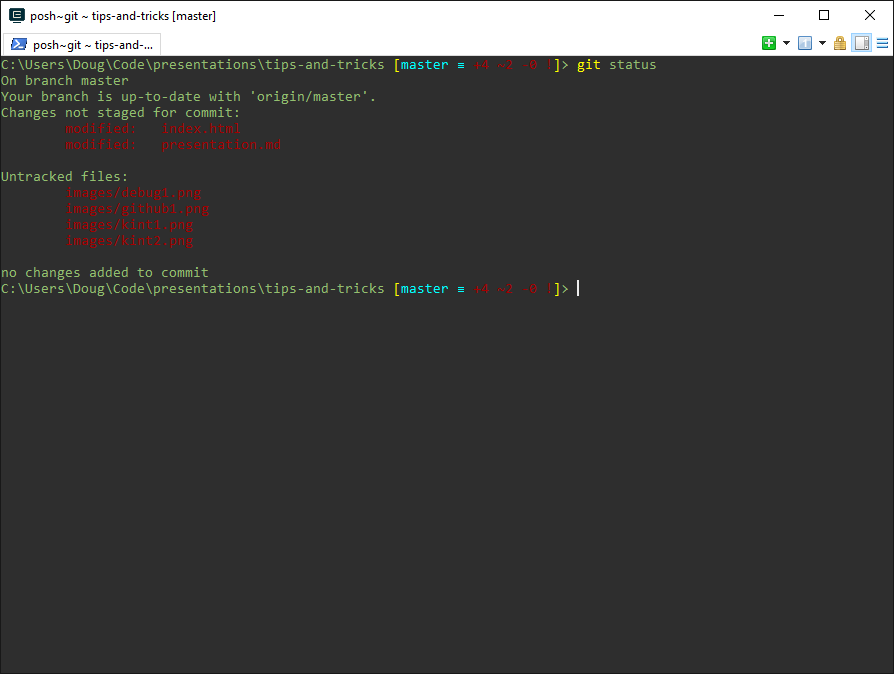 posh~git ~ tips-and-tricks [master]
posh~git ~ tips-and-...
C:\Users\Doug\Code\presentations\tips-and-tricks [master ≡ +4 ~2 -0 !]> git status
On branch master
Your branch is up-to-date with 'origin/master'.
Changes not staged for commit:
modified:   index.html
modified:   presentation.md
Untracked files:
images/debug1.png
images/github1.png
images/kint1.png
images/kint2.png
no changes added to commit
C:\Users\Doug\Code\presentations\tips-and-tricks [master ≡ +4 ~2 -0 !]>